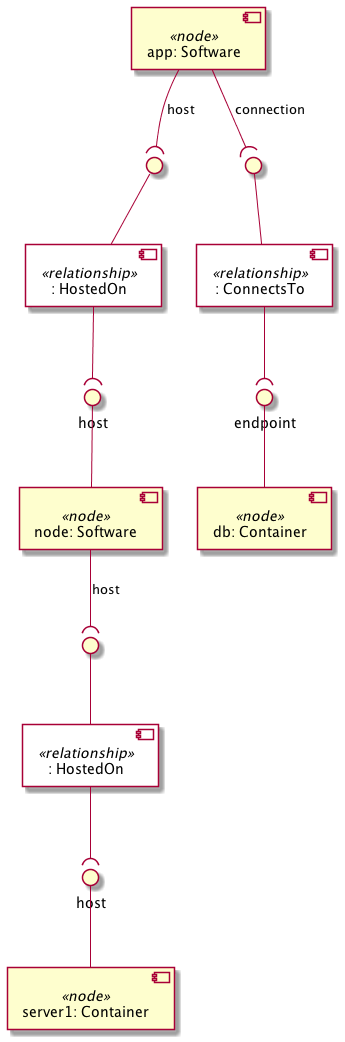 «node»
app: Software
host
connection
«relationship»
: HostedOn
«relationship»
: ConnectsTo
host
endpoint
«node»
node: Software
«node»
db: Container
host
«relationship»
: HostedOn
host
«node»
server1: Container